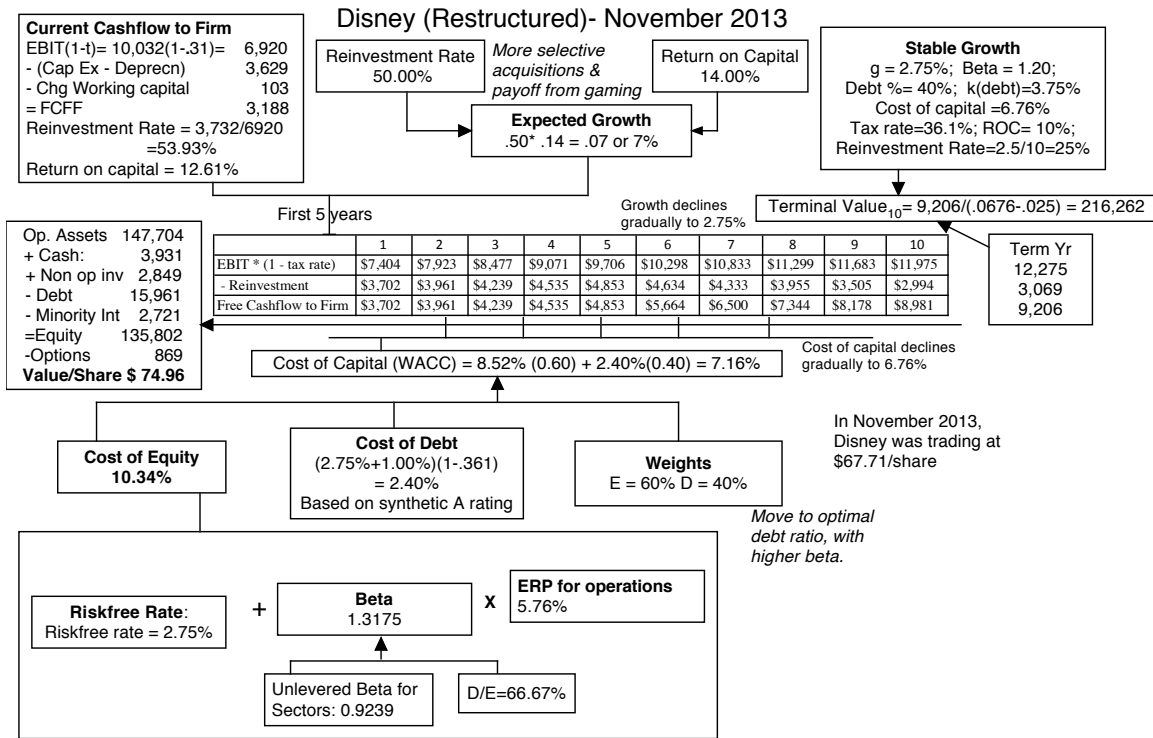 Disney (Restructured)- November 2013
Current Cashflow to Firm
EBIT(1-t)= 10,032(1-.31)= 6,920
- (Cap Ex - Deprecn) 3,629
- Chg Working capital 103
= FCFF 3,188
Reinvestment Rate = 3,732/6920
=53.93%
Return on capital = 12.61%
Reinvestment Rate
50.00%
More selective
acquisitions &
payoff from gaming
Return on Capital
14.00%
Expected Growth
.50* .14 = .07 or 7%
Stable Growth
g = 2.75%; Beta = 1.20;
Debt %= 40%; k(debt)=3.75%
Cost of capital =6.76%
Tax rate=36.1%; ROC= 10%;
Reinvestment Rate=2.5/10=25%
First 5 years
Growth declines
gradually to 2.75%
Terminal Value10= 9,206/(.0676-.025) = 216,262
Op. Assets 147,704
+ Cash: 3,931
+ Non op inv 2,849
- Debt 15,961
- Minority Int 2,721
=Equity 135,802
-Options 869
Value/Share $ 74.96
1 2 3 4 5 6 7 8 9 10
EBIT * (1 - tax rate) $7,404 $7,923 $8,477 $9,071 $9,706 $10,298 $10,833 $11,299 $11,683 $11,975
- Reinvestment $3,702 $3,961 $4,239 $4,535 $4,853 $4,634 $4,333 $3,955 $3,505 $2,994
Free Cashflow to Firm $3,702 $3,961 $4,239 $4,535 $4,853 $5,664 $6,500 $7,344 $8,178 $8,981
Term Yr
12,275
3,069
9,206
Cost of Capital (WACC) = 8.52% (0.60) + 2.40%(0.40) = 7.16%
Cost of capital declines
gradually to 6.76%
Cost of Equity
10.34%
Cost of Debt
(2.75%+1.00%)(1-.361)
= 2.40%
Based on synthetic A rating
Weights
E = 60% D = 40%
In November 2013,
Disney was trading at
$67.71/share
Move to optimal
debt ratio, with
higher beta.
Riskfree Rate:
Riskfree rate = 2.75%
+
Beta
1.3175
X
ERP for operations
5.76%
Unlevered Beta for
Sectors: 0.9239
D/E=66.67%